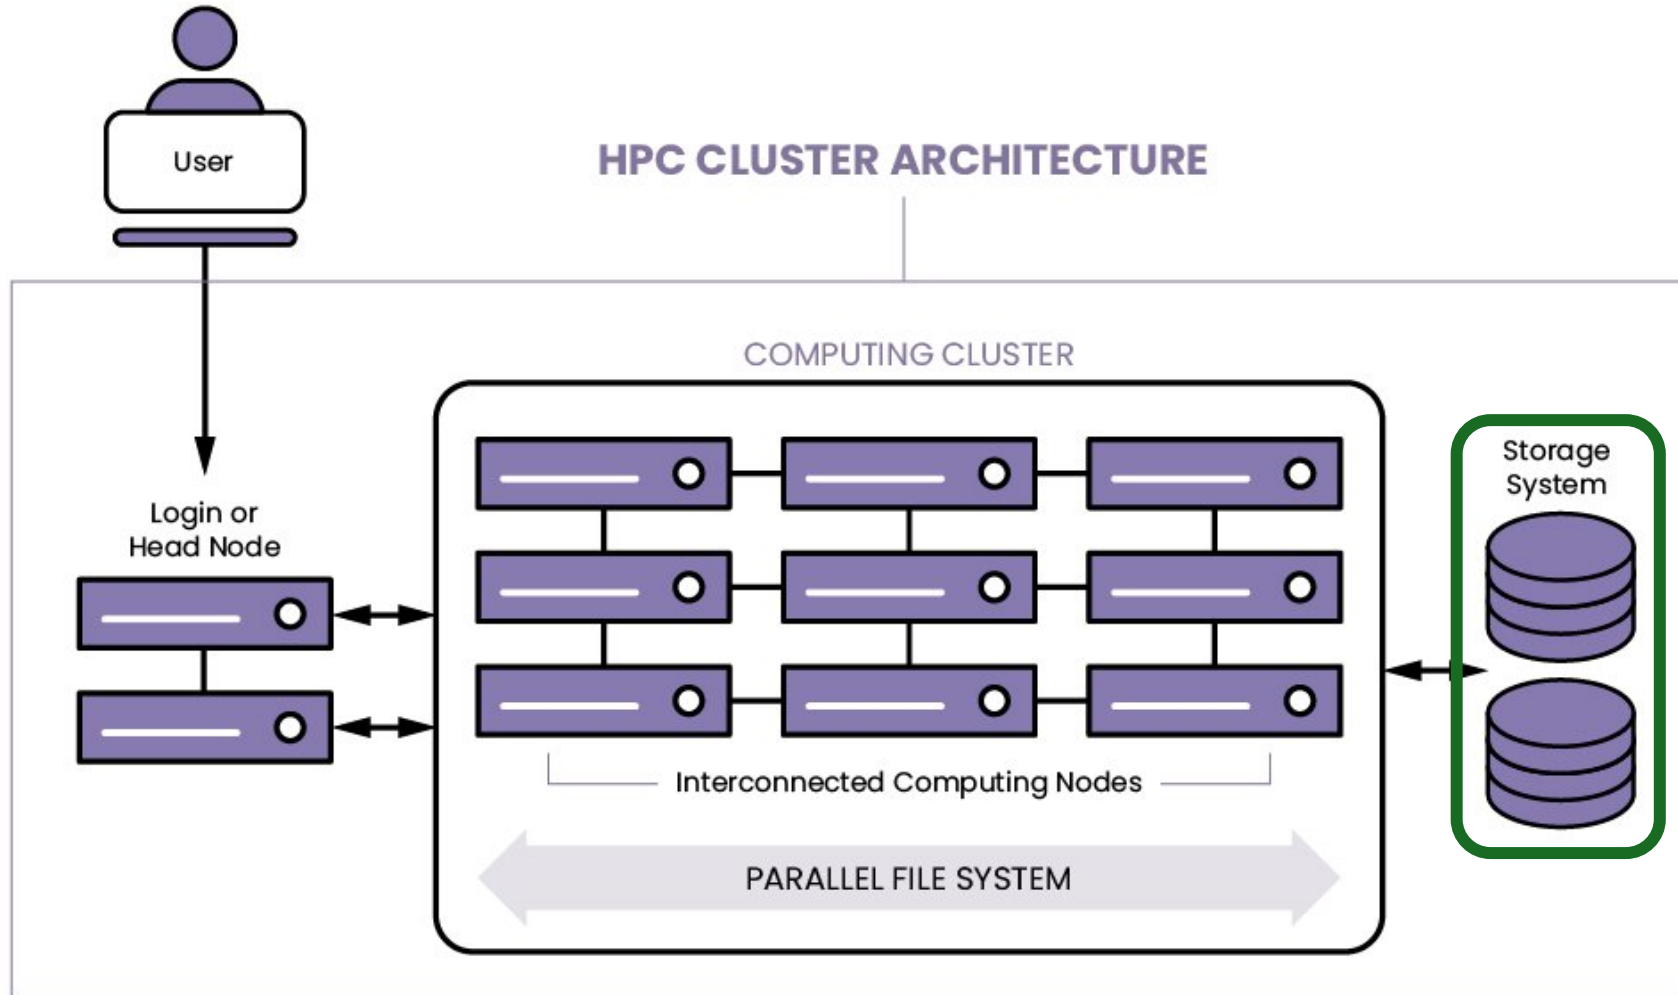 User
HPC CLUSTER ARCHITECTURE
COMPUTING CLUSTER
Login or
Head Node
Interconnected Computing Nodes
PARALLEL FILE SYSTEM
Storage
System